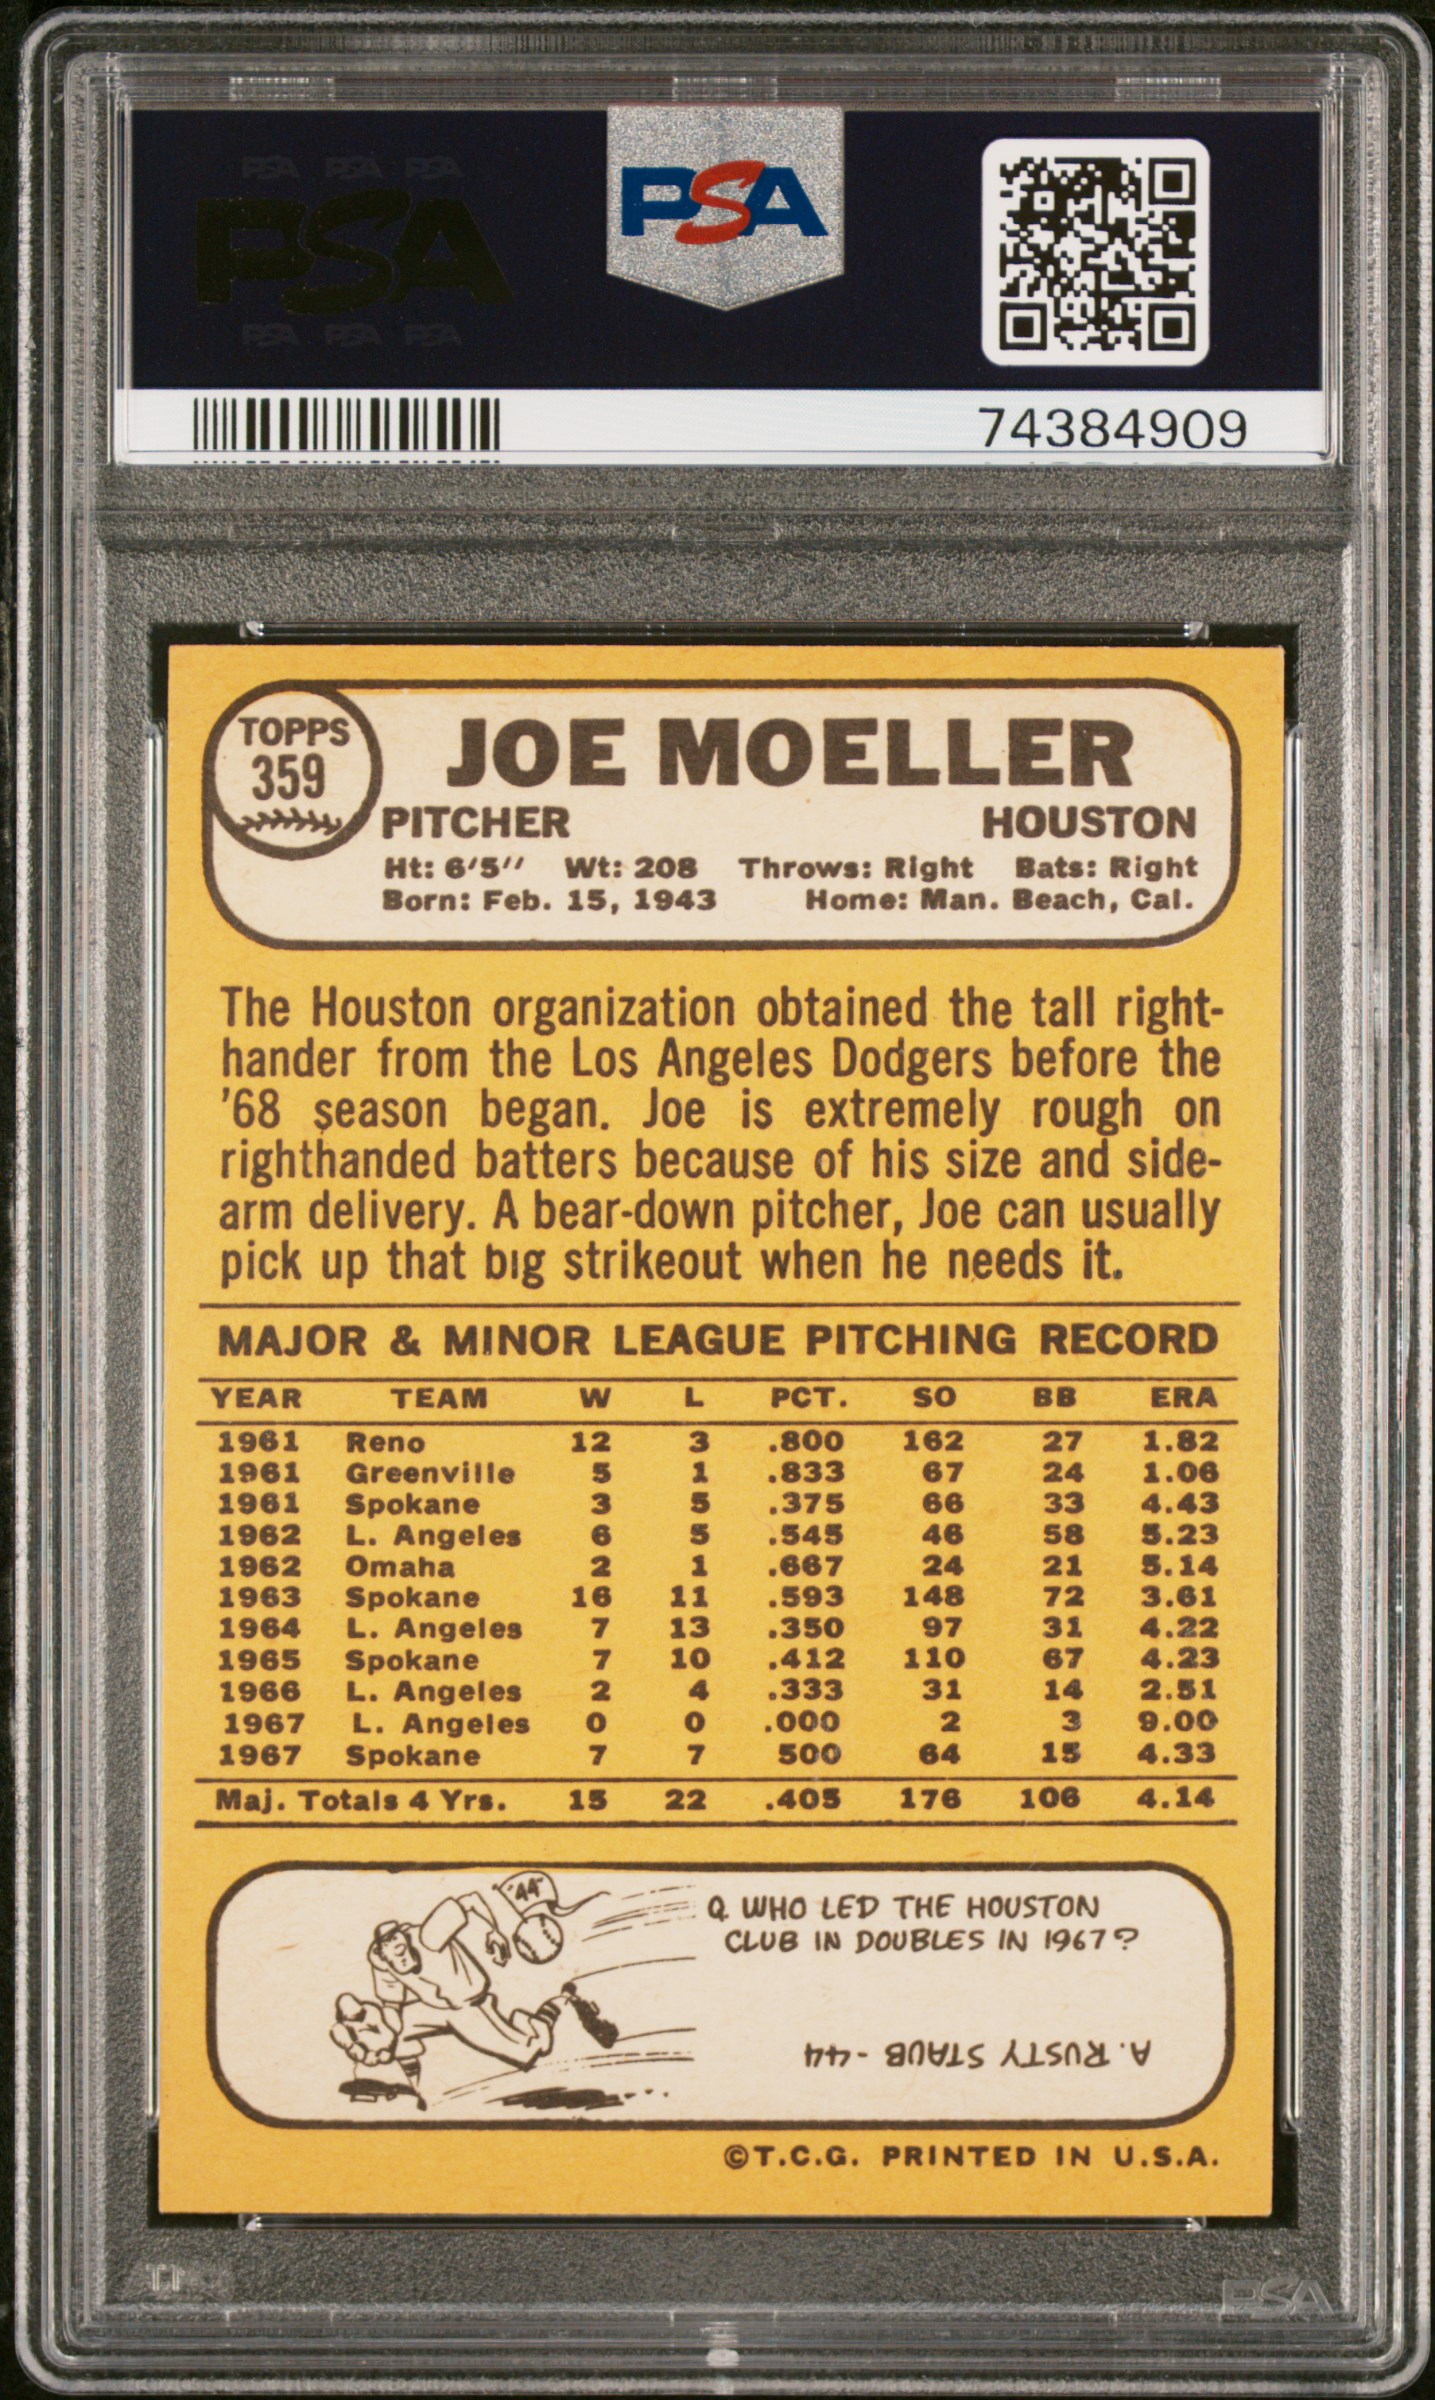 PSA PSA PSA
PSA
PSA PSA PSA
PSA
74384909
TOPPS
359
JOE MOELLER
PITCHER HOUSTON
Ht: 6'5'' Wt: 208 Throws: Right Bats: Right
Born: Feb. 15, 1943 Home: Man. Beach, Cal.
The Houston organization obtained the tall right-
hander from the Los Angeles Dodgers before the
'68 season began. Joe is extremely rough on
righthanded batters because of his size and side-
arm delivery. A bear-down pitcher, Joe can usually
pick up that big strikeout when he needs it.
MAJOR & MINOR LEAGUE PITCHING RECORD
YEAR TEAM W L PCT. SO BB ERA
1961 Reno 12 3 .800 162 27 1.82
1961 Greenville 5 1 .833 67 24 1.06
1961 Spokane 3 5 .375 66 33 4.43
1962 L. Angeles 6 5 .545 46 58 5.23
1962 Omaha 2 1 .667 24 21 5.14
1963 Spokane 16 11 .593 148 72 3.61
1964 L. Angeles 7 13 .350 97 31 4.22
1965 Spokane 7 10 .412 110 67 4.23
1966 L. Angeles 2 4 .333 31 14 2.51
1967 L. Angeles 0 0 .000 2 3 9.00
1967 Spokane 7 7 500 64 15 4.33
Maj. Totals 4 Yrs. 15 22 .405 176 106 4.14
"44"
Q. WHO LED THE HOUSTON
CLUB IN DOUBLES IN 1967?
A. RUSTY STAUB - 44
©T.C.G. PRINTED IN U.S.A.
PSA